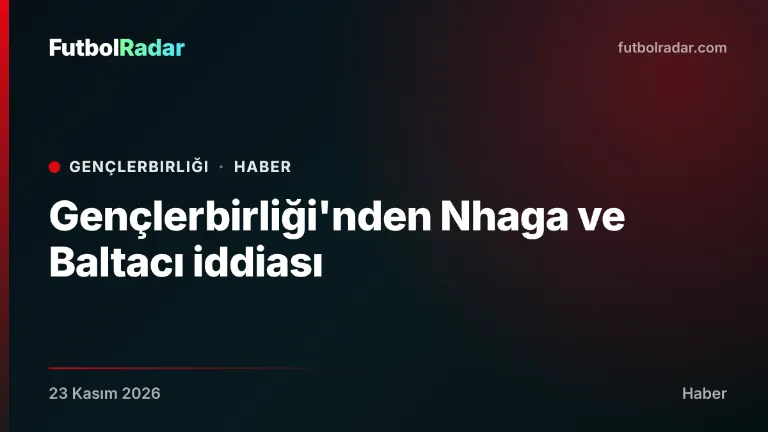 FutbolRadar
futbolradar.com
GENÇLERBIRLIĞI · HABER
Gençlerbirliği'nden Nhaga ve
Baltacı iddiası
23 Kasım 2026
Haber